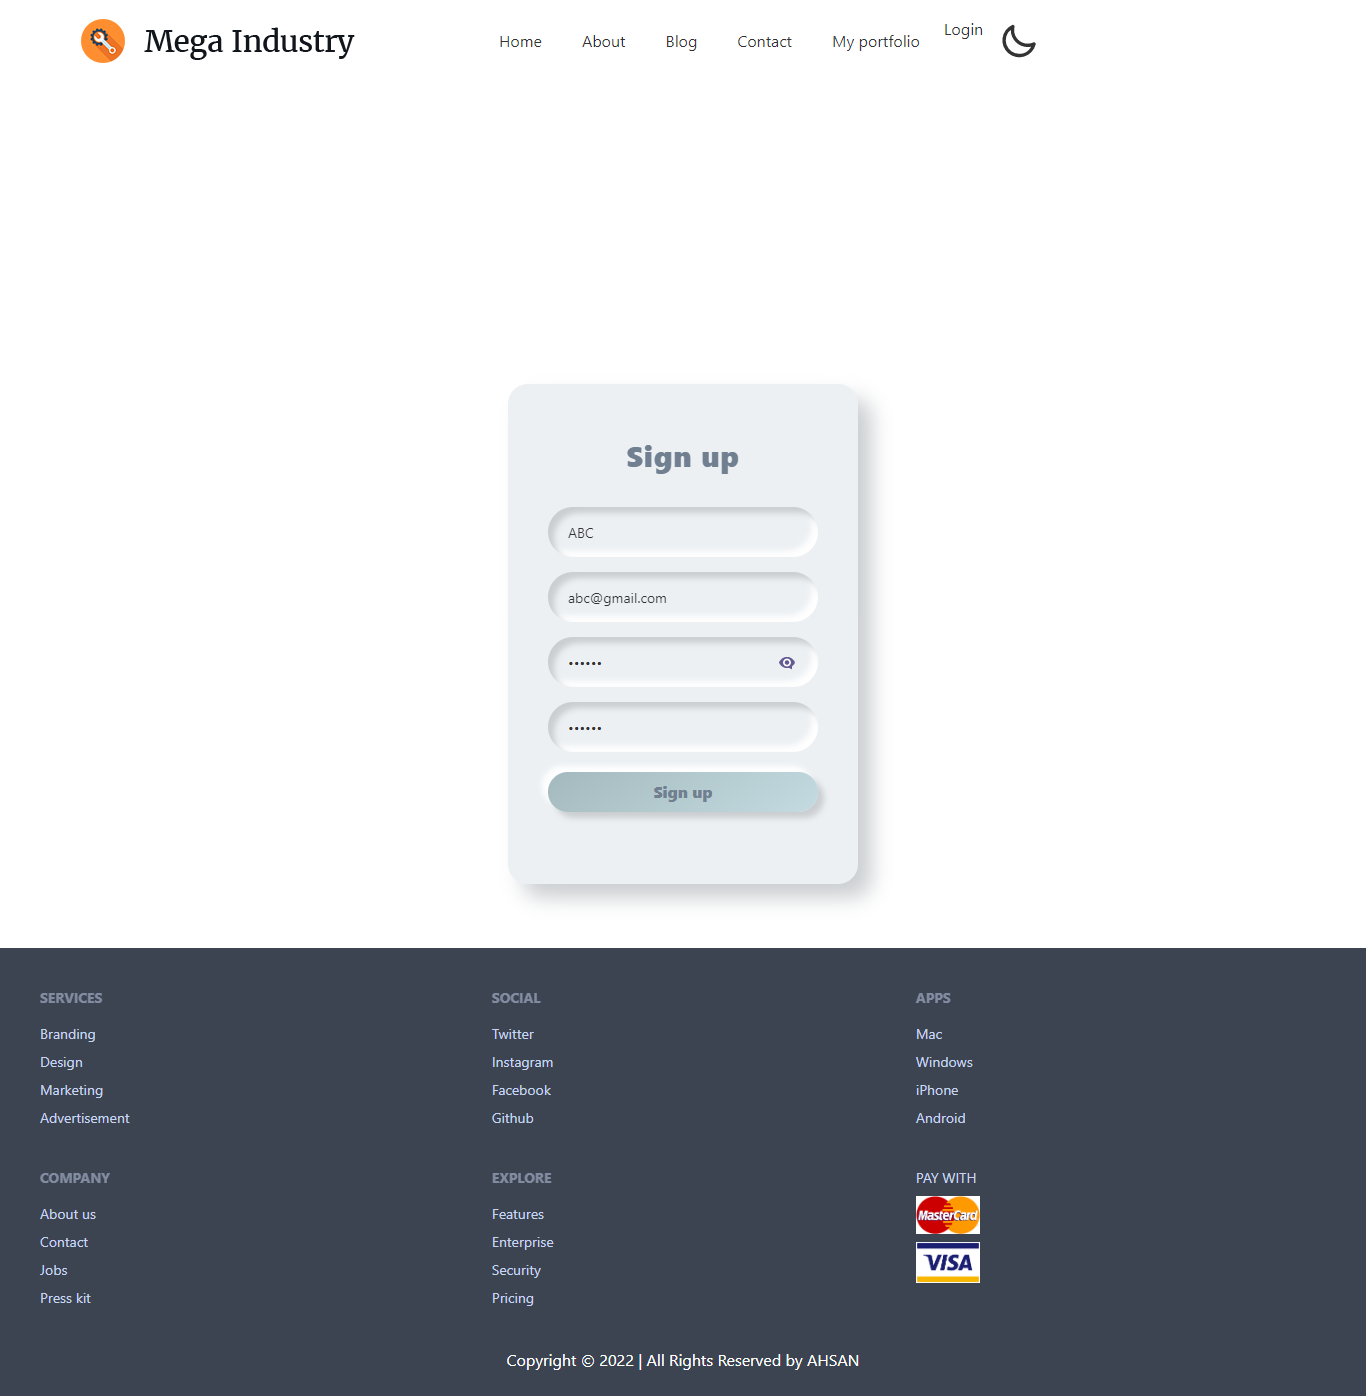 Mega Industry
Home About Blog Contact My portfolio Login
Sign up
ABC
abc@gmail.com
••••••
••••••
Sign up
SERVICES
Branding
Design
Marketing
Advertisement
SOCIAL
Twitter
Instagram
Facebook
Github
APPS
Mac
Windows
iPhone
Android
COMPANY
About us
Contact
Jobs
Press kit
EXPLORE
Features
Enterprise
Security
Pricing
PAY WITH
MasterCard
VISA
Copyright © 2022 | All Rights Reserved by AHSAN